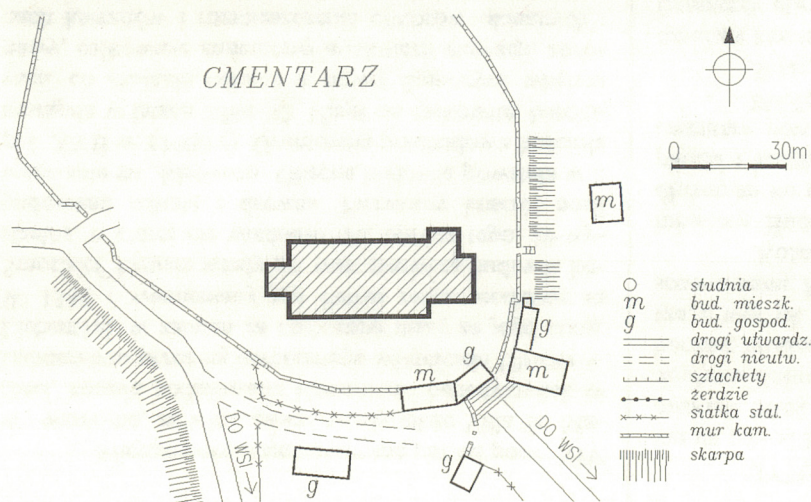 CMENTARZ
0 30m
m
m
g
g
m
g
g
DO WSI
DO WSI
studnia
m bud. mieszk.
g bud. gospod.
drogi utwardz.
drogi nieutw.
sztachety
żerdzie
siatka stal.
mur kam.
skarpa